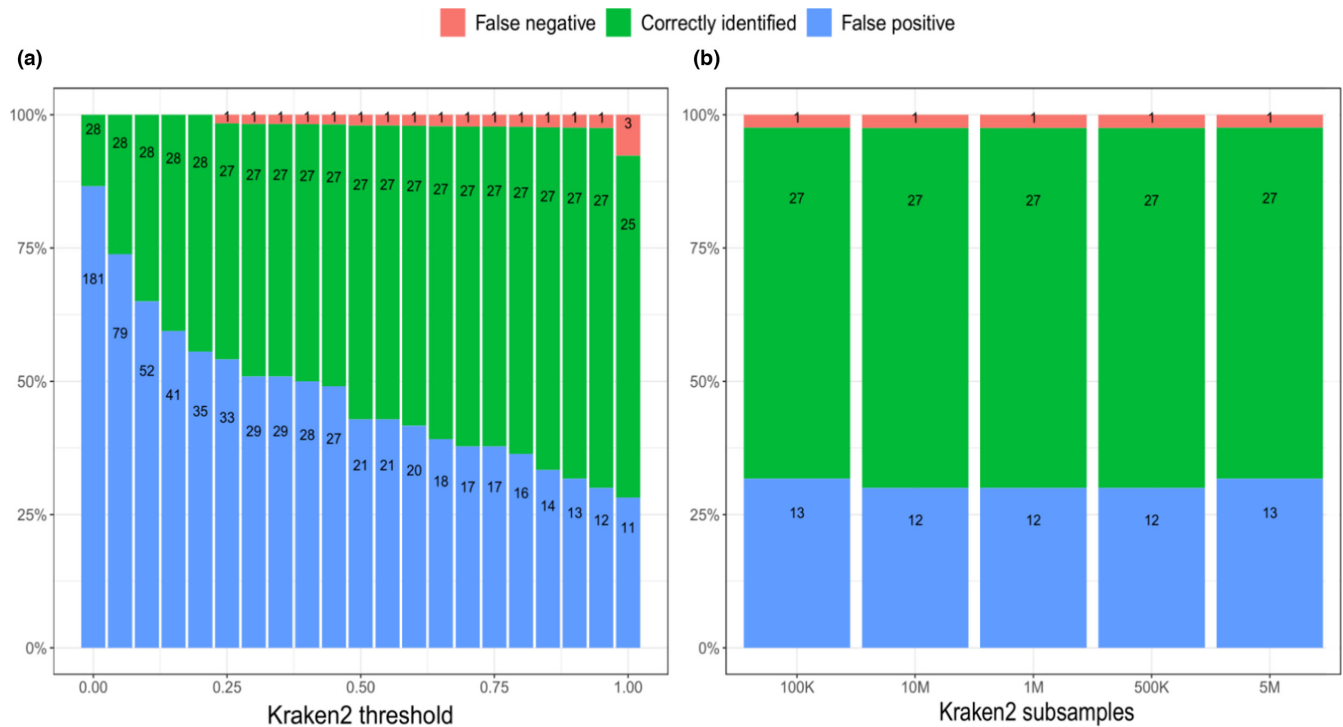 False negative Correctly identified False positive
(a) (b)
100% 1 1 1 1 1 1 1 1 1 1 1 1 1 1 1 3
28 28 28 28 28 27 27 27 27 27 27 27 27 27 27 27 27 27 27 27 25
75%
181 79 52 41 35 33 29 29 28 27 21 21 20 18 17 17 16 14 13 12 11
50%
25%
0%
0.00 0.25 0.50 0.75 1.00
Kraken2 threshold
100% 1 1 1 1 1
27 27 27 27 27
75%
50%
25%
13 12 12 12 13
0%
100K 10M 1M 500K 5M
Kraken2 subsamples